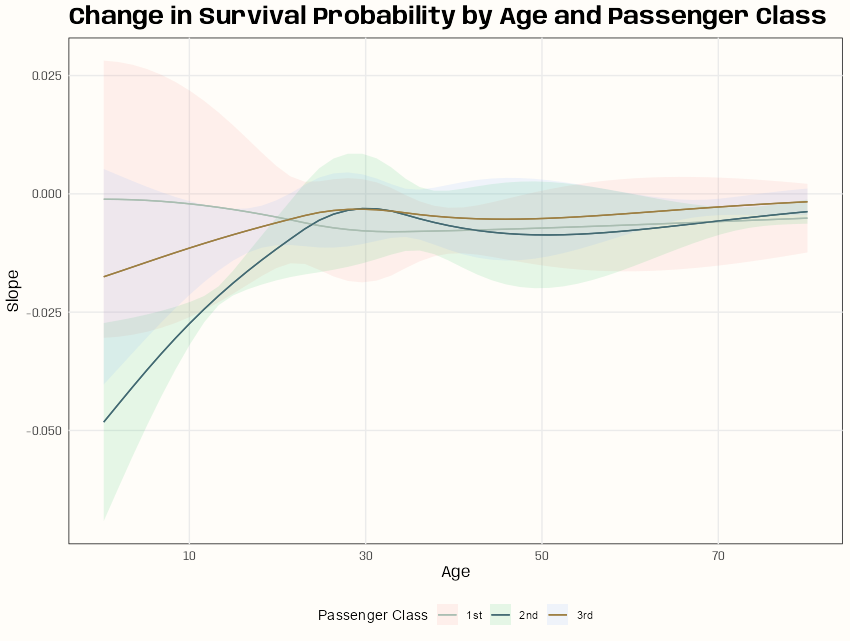 Change in Survival Probability by Age and Passenger Class
0.025
0.000
-0.025
-0.050
Slope
10 30 50 70
Age
Passenger Class 1st 2nd 3rd